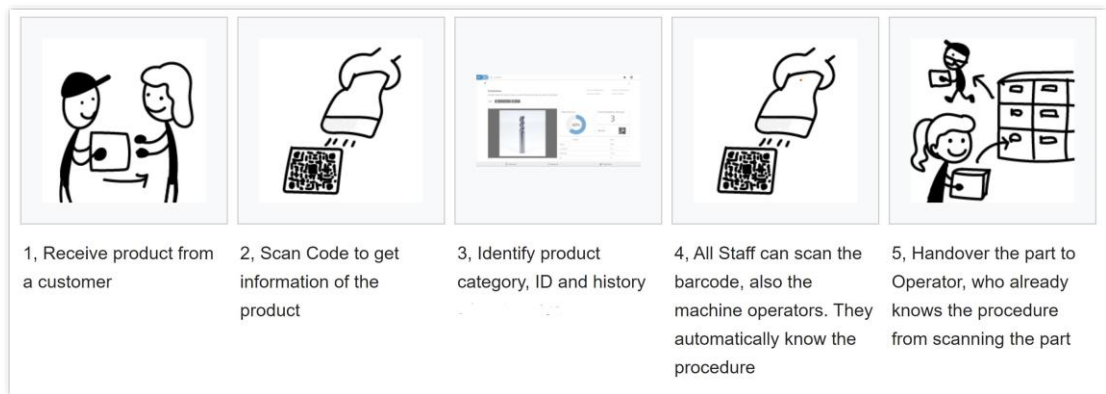 1, Receive product from
a customer
2, Scan Code to get
information of the
product
3, Identify product
category, ID and history
4, All Staff can scan the
barcode, also the
machine operators. They
automatically know the
procedure
5, Handover the part to
Operator, who already
knows the procedure
from scanning the part
3